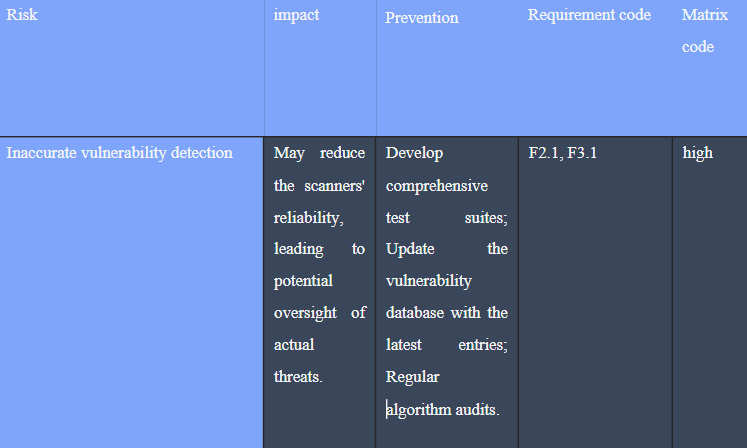 Risk
impact
Prevention
Requirement code
Matrix
code
Inaccurate vulnerability detection
May reduce
the scanners'
reliability,
leading to
potential
oversight of
actual
threats.
Develop
comprehensive
test suites;
Update the
vulnerability
database with the
latest entries;
Regular
algorithm audits.
F2.1, F3.1
high